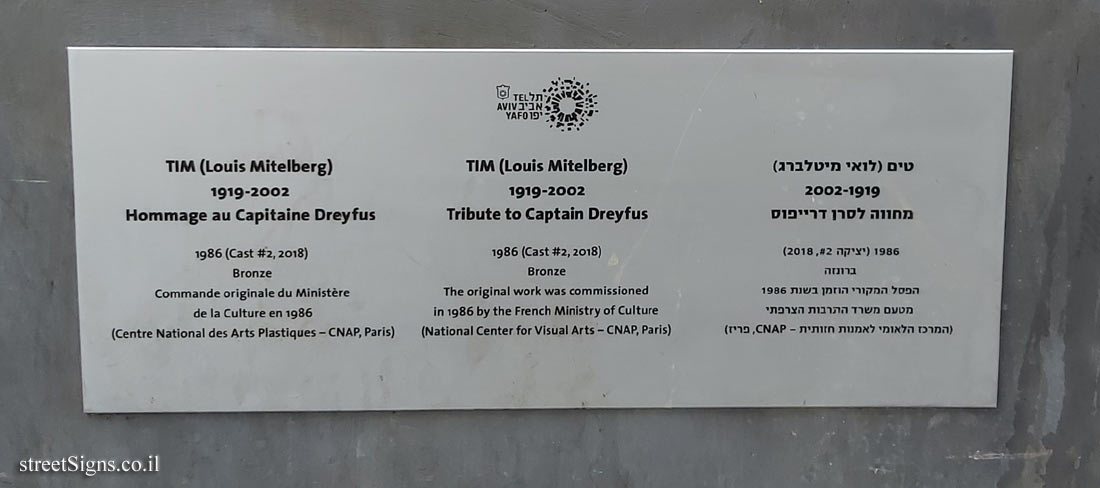 TEL תל
AVIV אביב
YAFO יפו
TIM (Louis Mitelberg)
1919-2002
Hommage au Capitaine Dreyfus
1986 (Cast #2, 2018)
Bronze
Commande originale du Ministère
de la Culture en 1986
(Centre National des Arts Plastiques – CNAP, Paris)
TIM (Louis Mitelberg)
1919-2002
Tribute to Captain Dreyfus
1986 (Cast #2, 2018)
Bronze
The original work was commissioned
in 1986 by the French Ministry of Culture
(National Center for Visual Arts – CNAP, Paris)
טים (לואי מיטלברג)
2002-1919
מחווה לסרן דרייפוס
1986 (יציקה #2, 2018)
ברונזה
הפסל המקורי הוזמן בשנת 1986
מטעם משרד התרבות הצרפתי
(המרכז הלאומי לאמנות חזותית – CNAP, פריז)
streetSigns.co.il